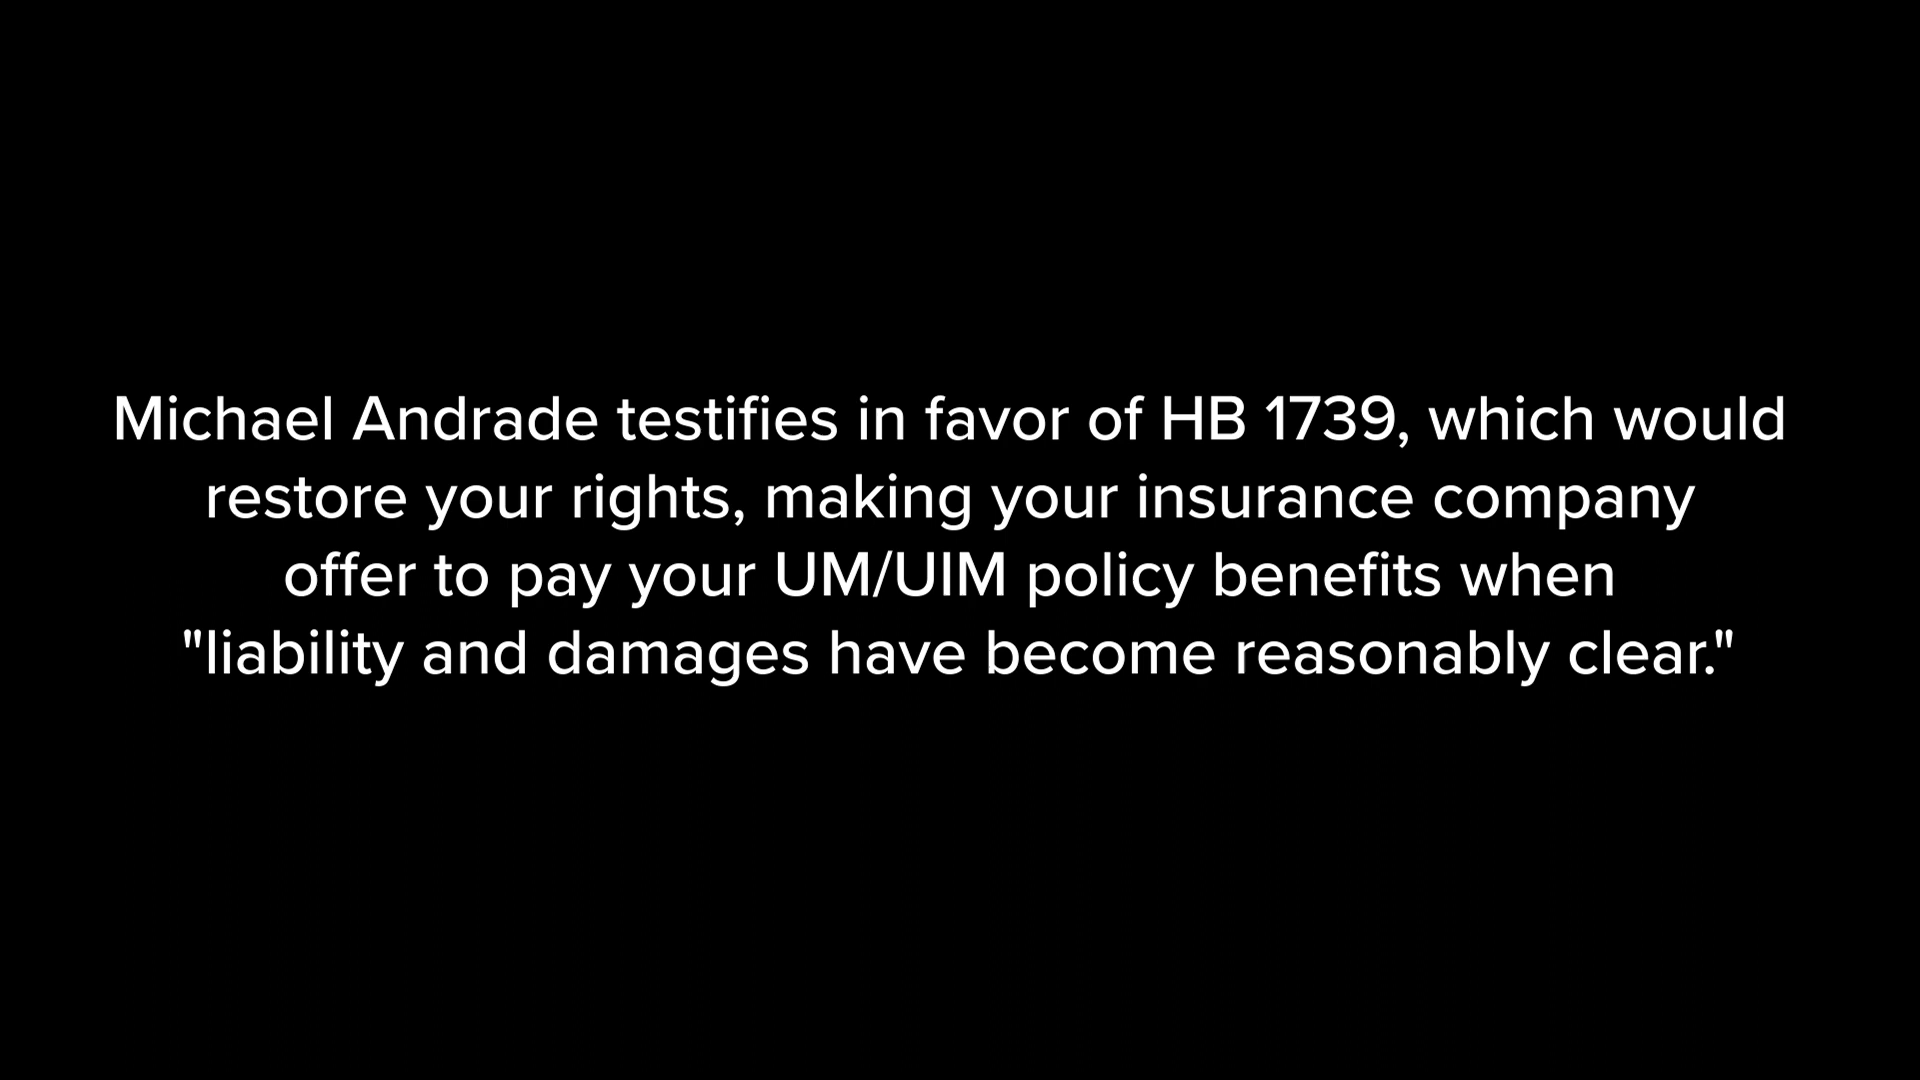 Michael Andrade testifies in favor of HB 1739, which would
restore your rights, making your insurance company
offer to pay your UM/UIM policy benefits when
"liability and damages have become reasonably clear."